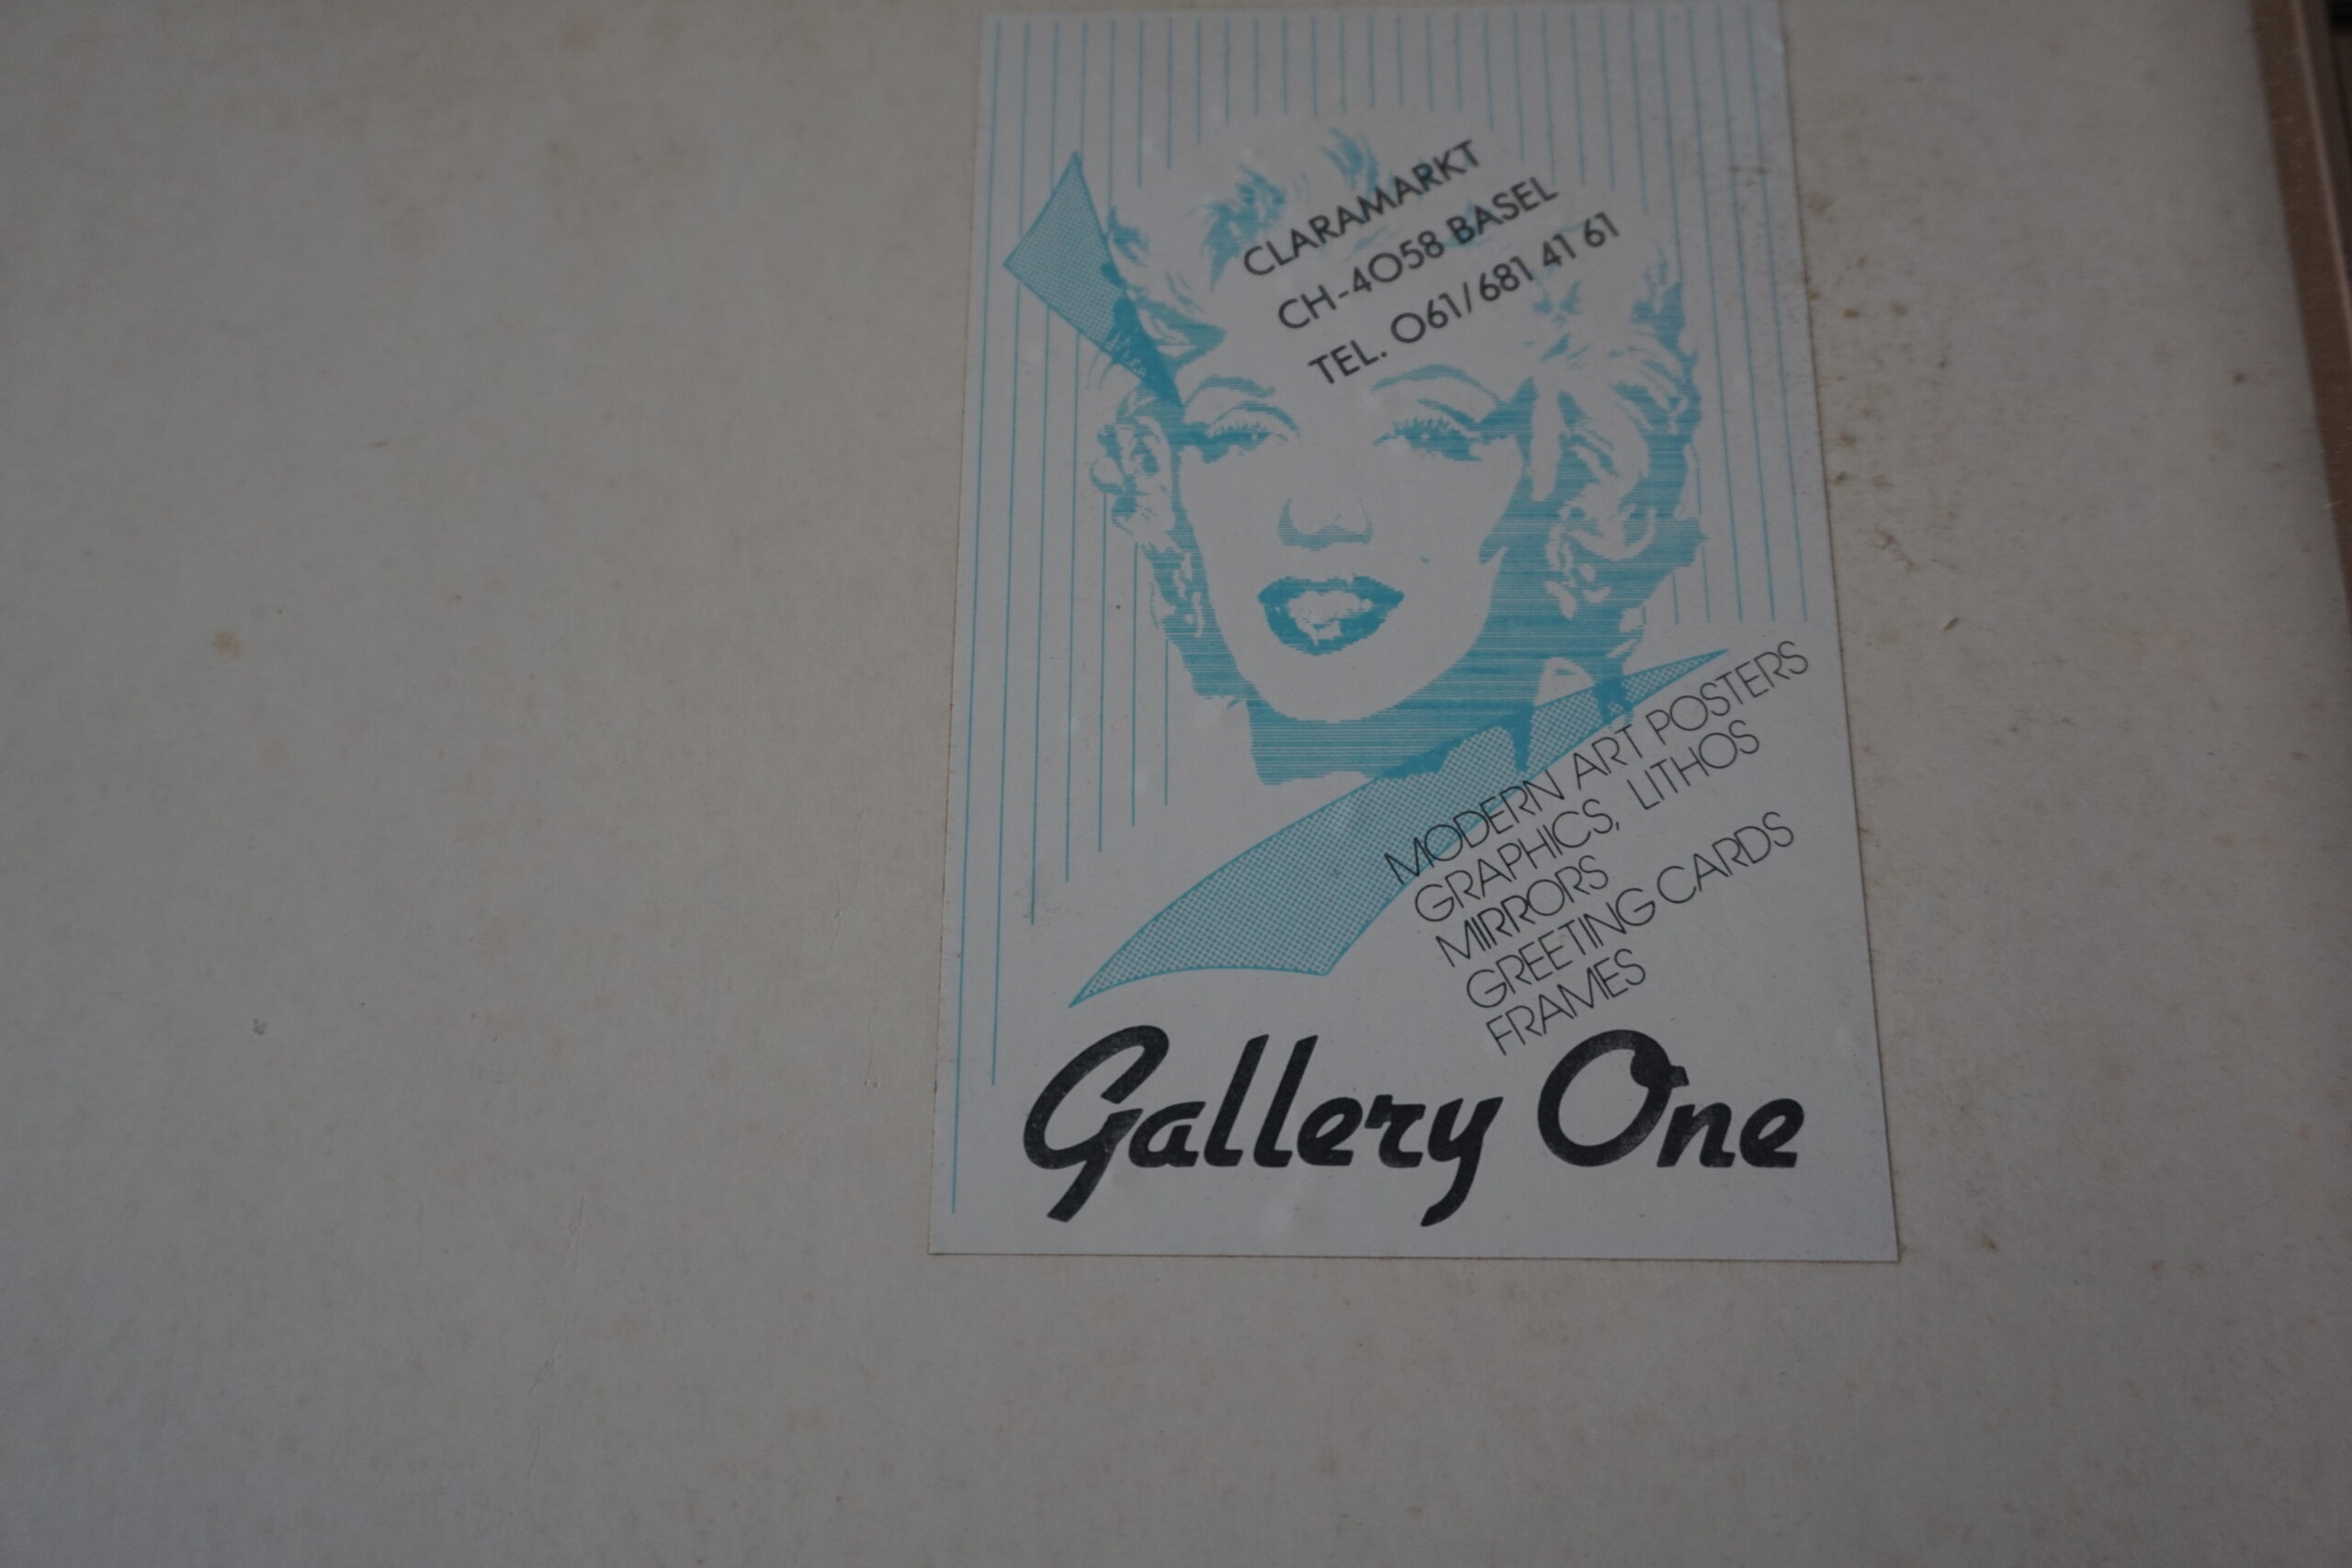 CLARAMARKT
CH-4058 BASEL
TEL. 061/681 41 61
MODERN ART POSTERS
GRAPHICS, LITHOS
MIRRORS
GREETING CARDS
FRAMES
Gallery One